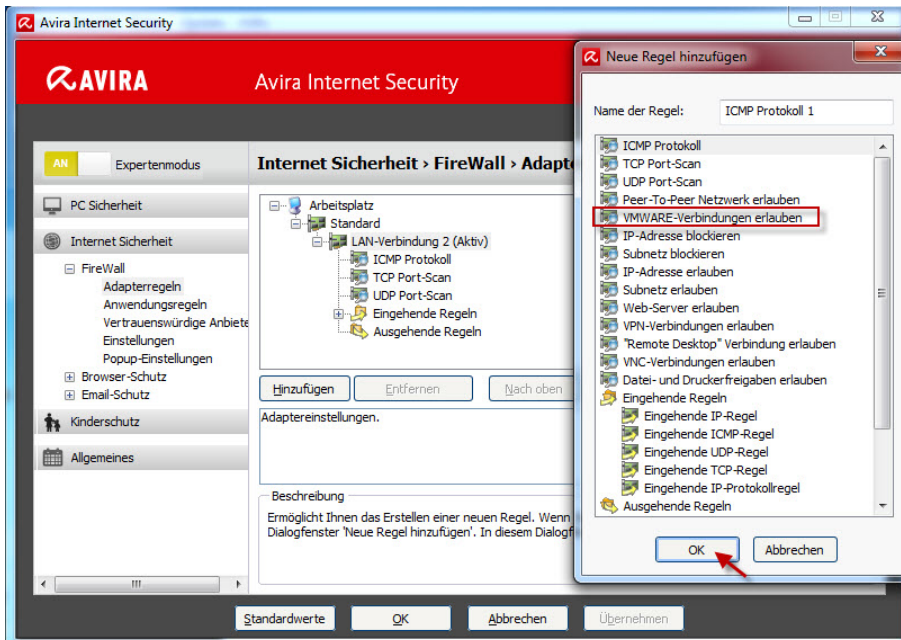 Avira Internet Security
AVIRA
Avira Internet Security
AN
Expertenmodus
PC Sicherheit
Internet Sicherheit
FireWall
Adapterregeln
Anwendungsregeln
Vertrauenswürdige Anbiete
Einstellungen
Popup-Einstellungen
Browser-Schutz
Email-Schutz
Kinderschutz
Allgemeines
Internet Sicherheit › FireWall › Adapte
Arbeitsplatz
Standard
LAN-Verbindung 2 (Aktiv)
ICMP Protokoll
TCP Port-Scan
UDP Port-Scan
Eingehende Regeln
Ausgehende Regeln
Hinzufügen
Entfernen
Nach oben
Adaptereinstellungen.
Beschreibung
Ermöglicht Ihnen das Erstellen einer neuen Regel. Wenn
Dialogfenster 'Neue Regel hinzufügen'. In diesem Dialogf
Standardwerte
OK
Abbrechen
Übernehmen
Neue Regel hinzufügen
Name der Regel:
ICMP Protokoll 1
ICMP Protokoll
TCP Port-Scan
UDP Port-Scan
Peer-To-Peer Netzwerk erlauben
VMWARE-Verbindungen erlauben
IP-Adresse blockieren
Subnetz blockieren
IP-Adresse erlauben
Subnetz erlauben
Web-Server erlauben
VPN-Verbindungen erlauben
"Remote Desktop" Verbindung erlauben
VNC-Verbindungen erlauben
Datei- und Druckerfreigaben erlauben
Eingehende Regeln
Eingehende IP-Regel
Eingehende ICMP-Regel
Eingehende UDP-Regel
Eingehende TCP-Regel
Eingehende IP-Protokollregel
Ausgehende Regeln
OK
Abbrechen